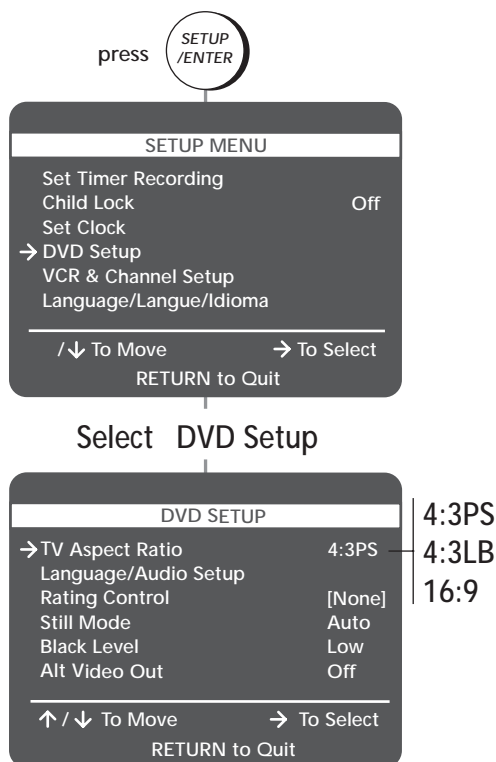 press SETUP
/ENTER
SETUP MENU
Set Timer Recording
Child Lock Off
Set Clock
→ DVD Setup
VCR & Channel Setup
Language/Langue/Idioma
/↓ To Move → To Select
RETURN to Quit
Select DVD Setup
DVD SETUP
→ TV Aspect Ratio 4:3PS
Language/Audio Setup
Rating Control [None]
Still Mode Auto
Black Level Low
Alt Video Out Off
↑/↓ To Move → To Select
RETURN to Quit
4:3PS
4:3LB
16:9